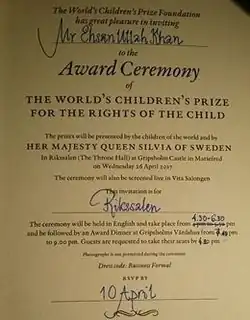 The World's Children's Prize Foundation
has great pleasure in inviting
Mr Ehsan Ullah Khan
to the
Award Ceremony
of
THE WORLD'S CHILDREN'S PRIZE
FOR THE RIGHTS OF THE CHILD
The prizes will be presented by the children of the world and by
HER MAJESTY QUEEN SILVIA OF SWEDEN
In Rikssalen (The Throne Hall) at Gripsholm Castle in Mariefred
on Wednesday 26 April 2017
The ceremony will also be screened live in Vita Salongen
This invitation is for
Rikssalen
4.30-6.30
The ceremony will be held in English and take place from
and be followed by an Award Dinner at Gripsholms Värdshus from
to 9.00 pm. Guests are requested to take their seats by pm
Photography is not permitted during the ceremony
Dress code: Business Formal
RSVP BY
10 April